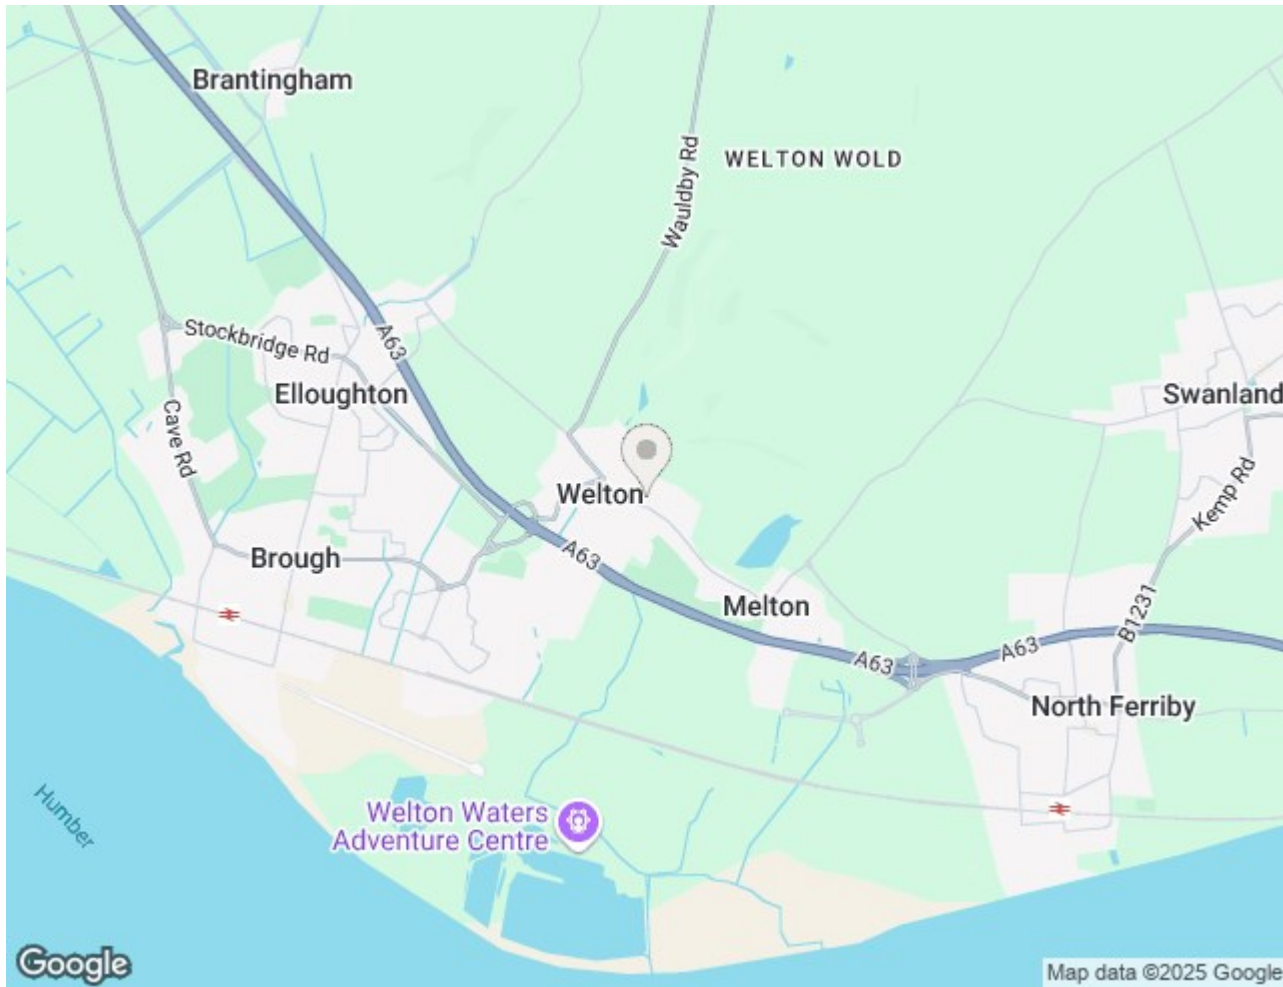 Brantingham
WELTON WOLD
Wauldby Rd
Stockbridge Rd
A63
Elloughton
Swanland
Cave Rd
Kemp Rd
Welton
Brough
A63
Melton
B1231
A63
A63
North Ferriby
Humber
Welton Waters
Adventure Centre
Google
Map data ©2025 Google